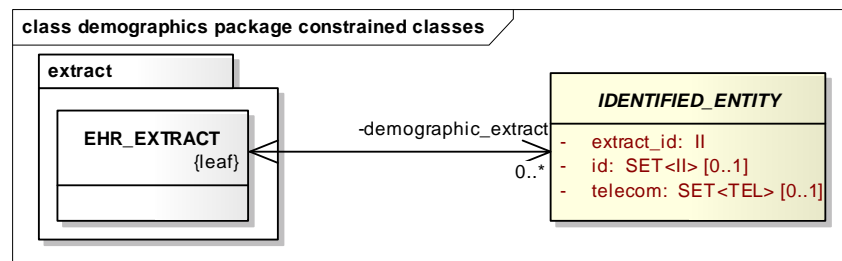 class demographics package constrained classes
extract
EHR_EXTRACT
{leaf}
-demographic_extract
0..*
IDENTIFIED_ENTITY
- extract_id: II
- id: SET<II> [0..1]
- telecom: SET<TEL> [0..1]